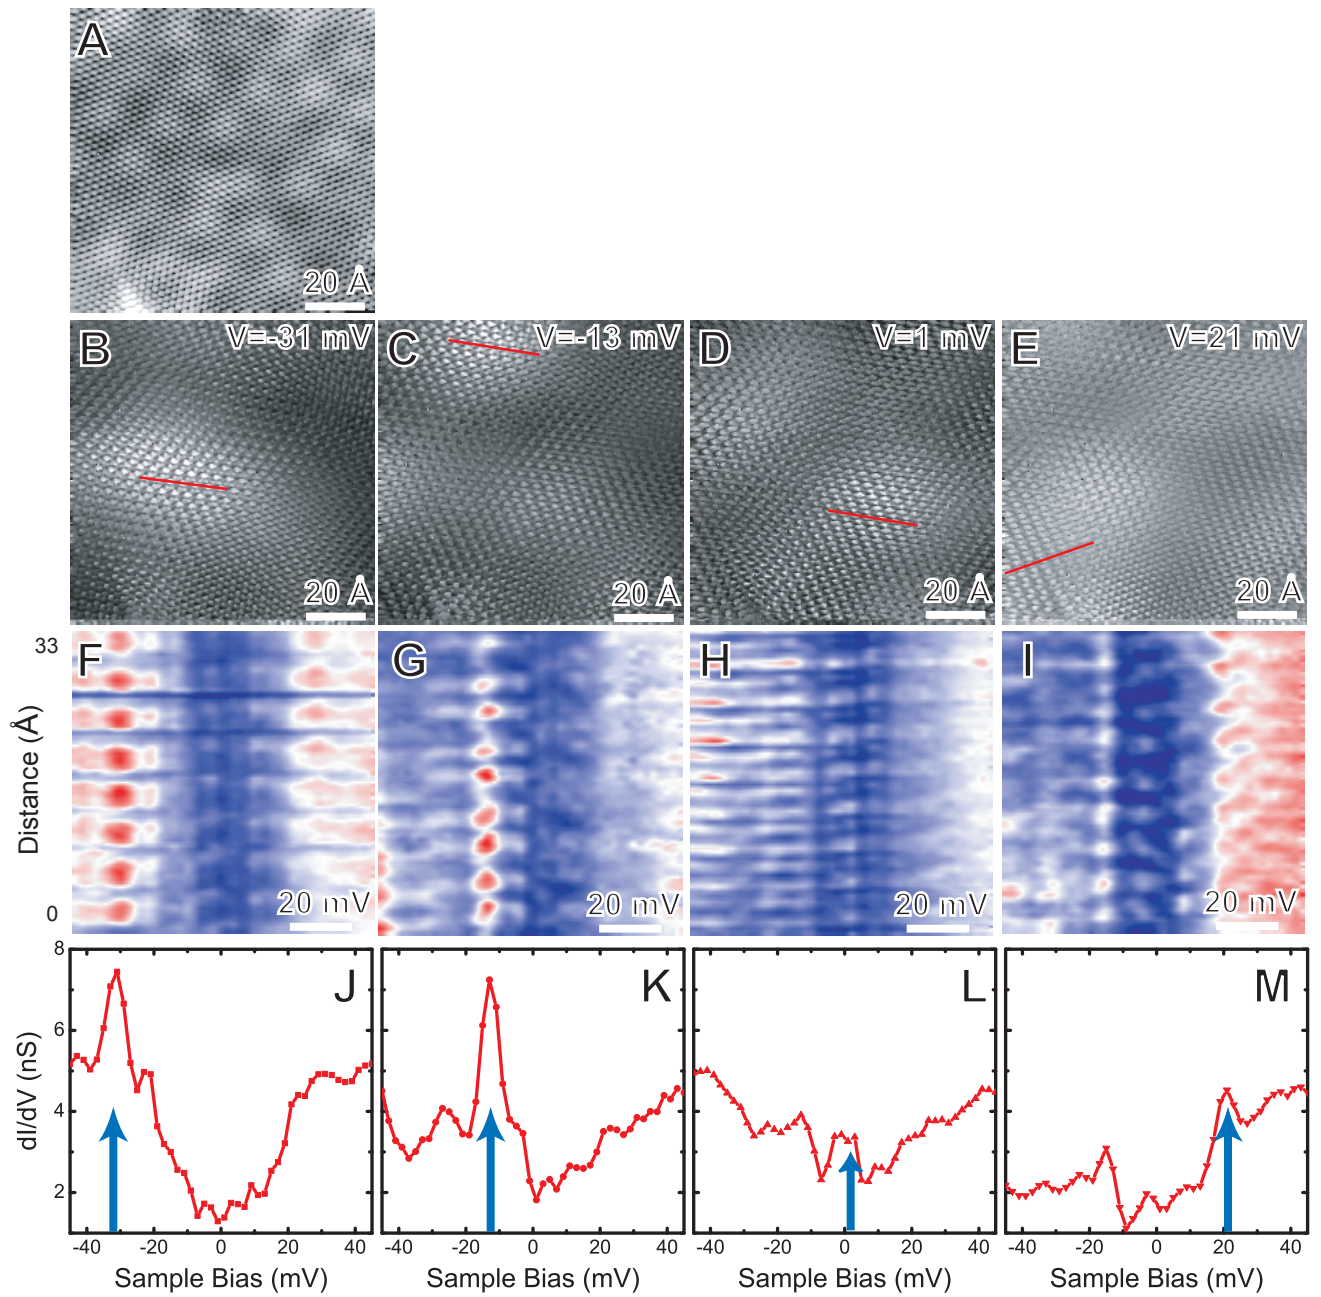 A
20 Å
B V=-31 mV
20 Å
C V=-13 mV
20 Å
D V=1 mV
20 Å
E V=21 mV
20 Å
33
Distance (Å)
0
F
20 mV
G
20 mV
H
20 mV
I
20 mV
8
6
4
2
dI/dV (nS)
J
-40 -20 0 20 40
Sample Bias (mV)
K
-40 -20 0 20 40
Sample Bias (mV)
L
-40 -20 0 20 40
Sample Bias (mV)
M
-40 -20 0 20 40
Sample Bias (mV)